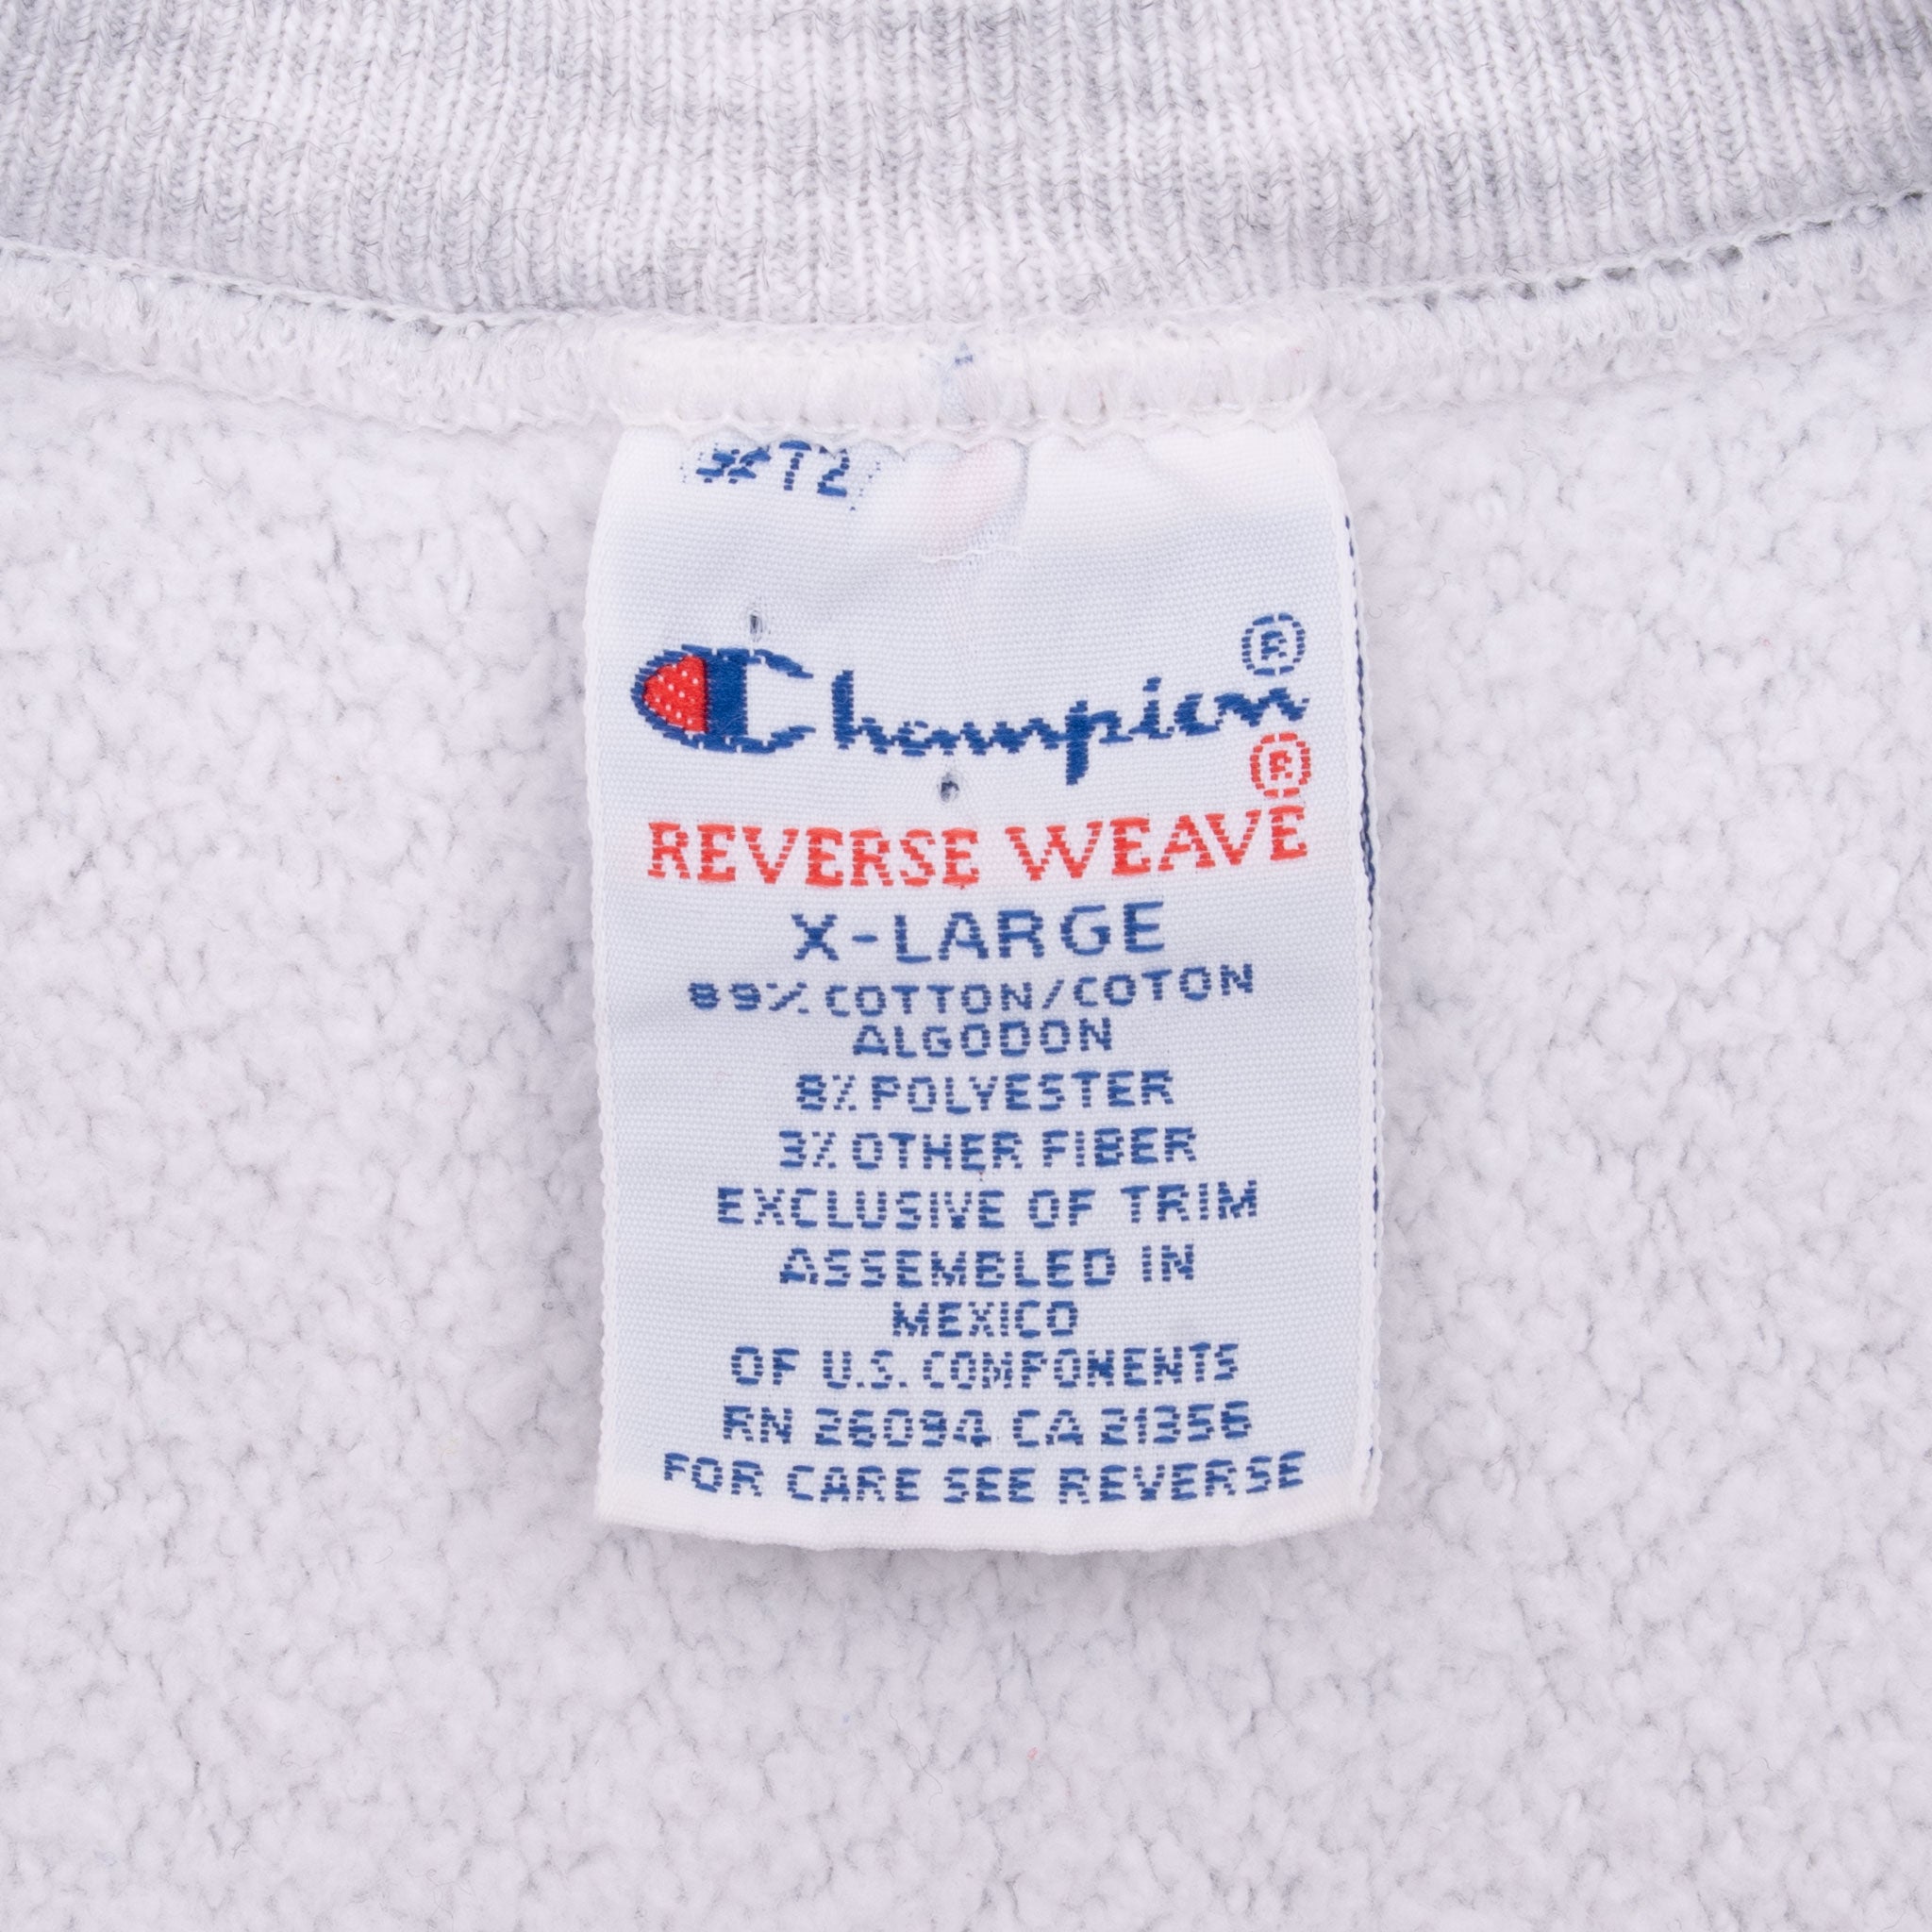 Champion®
REVERSE WEAVE®
X-LARGE
89% COTTON/COTON
ALGODON
8% POLYESTER
3% OTHER FIBER
EXCLUSIVE OF TRIM
ASSEMBLED IN
MEXICO
OF U.S. COMPONENTS
RN 26094 CA 21356
FOR CARE SEE REVERSE